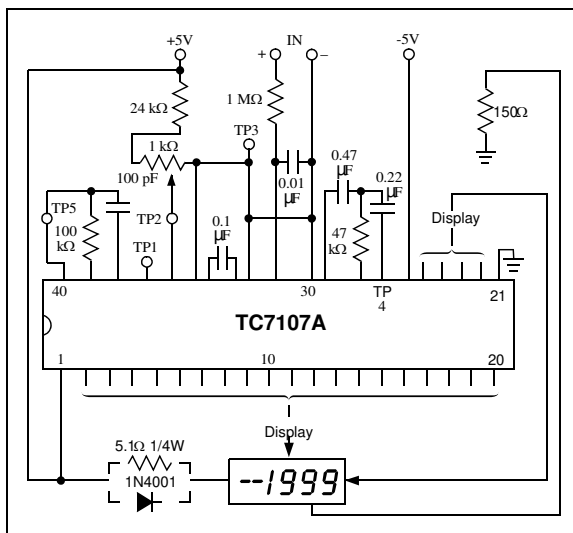 +5V
IN
-5V
+
–
24 kΩ
1 MΩ
150Ω
TP3
1 kΩ
100 pF
0.01
µF
0.47
µF
0.22
µF
TP5
100
kΩ
TP2
TP1
0.1
µF
47
kΩ
Display
40
30
TP
4
21
TC7107A
1
10
20
Display
5.1Ω 1/4W
1N4001
--1999